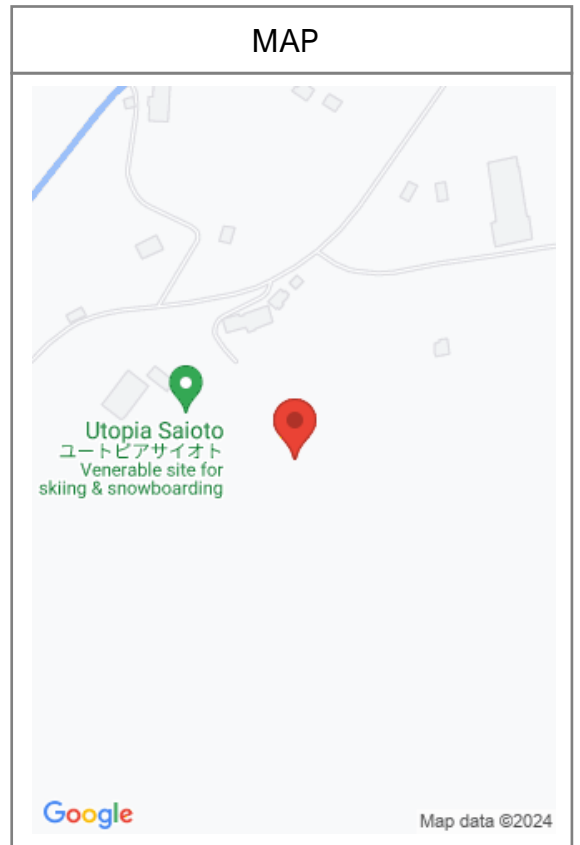 MAP
Utopia Saioto
ユートピアサイオト
Venerable site for
skiing & snowboarding
Google
Map data ©2024